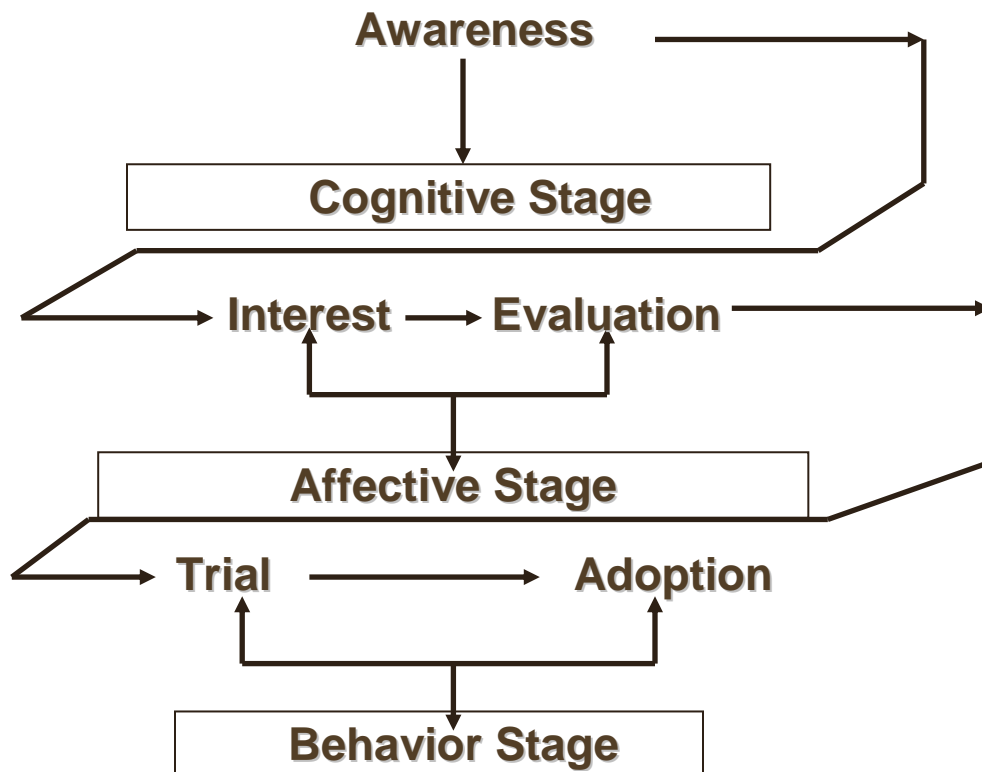 Awareness
Cognitive Stage
Interest Evaluation
Affective Stage
Trial Adoption
Behavior Stage